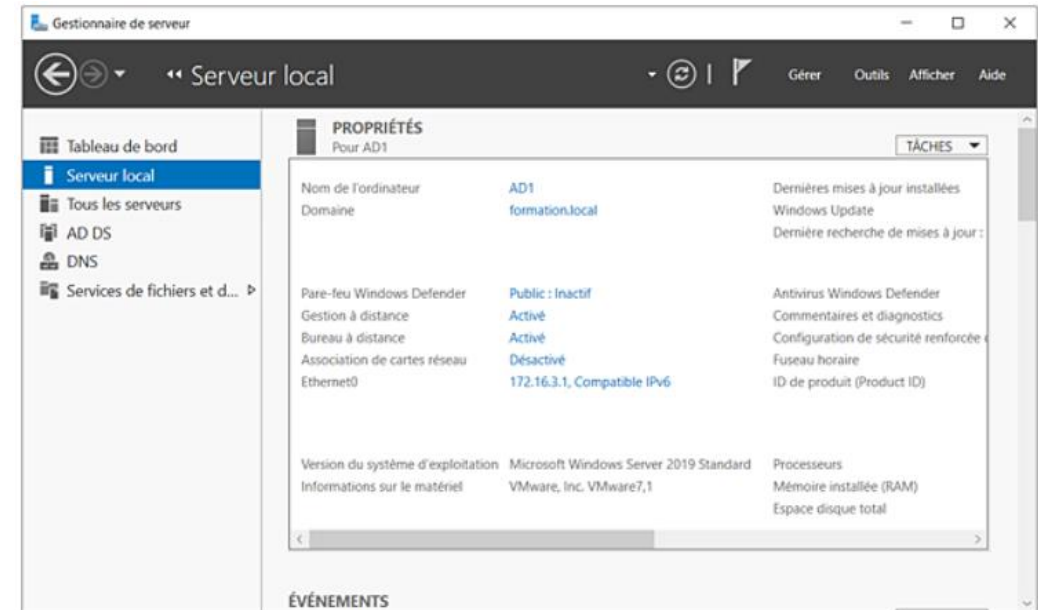 Gestionnaire de serveur
Serveur local
Gérer Outils Afficher Aide
Tableau de bord
Serveur local
Tous les serveurs
AD DS
DNS
Services de fichiers et d...
PROPRIÉTÉS
Pour AD1
TÂCHES
Nom de l'ordinateur AD1 Dernières mises à jour installées
Domaine formation.local Windows Update
Dernière recherche de mises à jour :
Pare-feu Windows Defender Public : Inactif Antivirus Windows Defender
Gestion à distance Activé Commentaires et diagnostics
Bureau à distance Activé Configuration de sécurité renforcée
Association de cartes réseau Désactivé Fuseau horaire
Ethernet0 172.16.3.1, Compatible IPv6 ID de produit (Product ID)
Version du système d'exploitation Microsoft Windows Server 2019 Standard Processeurs
Informations sur le matériel VMware, Inc. VMware7,1 Mémoire installée (RAM)
Espace disque total
ÉVÉNEMENTS